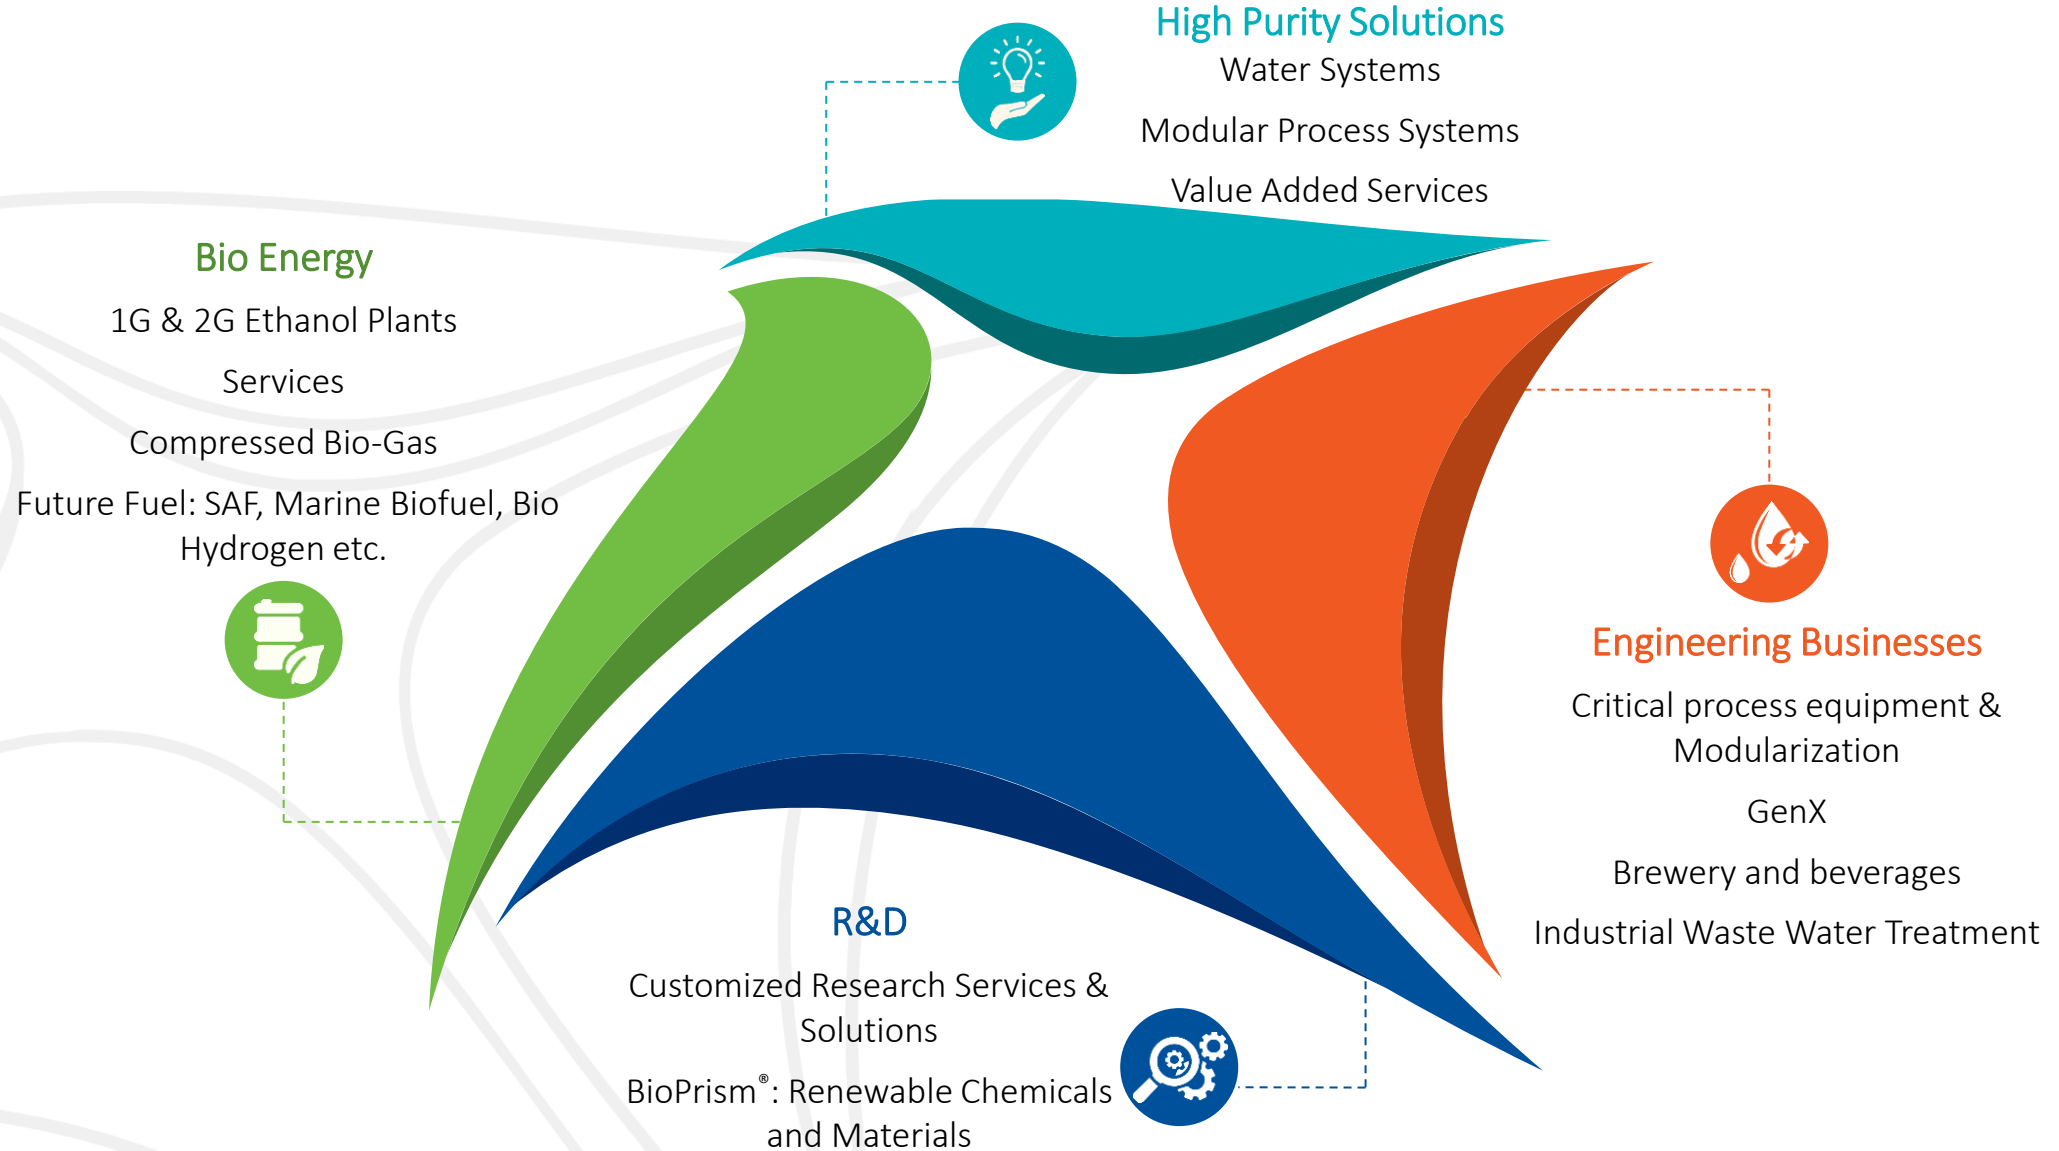 High Purity Solutions
Water Systems
Modular Process Systems
Value Added Services
Bio Energy
1G & 2G Ethanol Plants
Services
Compressed Bio-Gas
Future Fuel: SAF, Marine Biofuel, Bio
Hydrogen etc.
Engineering Businesses
Critical process equipment &
Modularization
GenX
Brewery and beverages
Industrial Waste Water Treatment
R&D
Customized Research Services &
Solutions
BioPrism®: Renewable Chemicals
and Materials